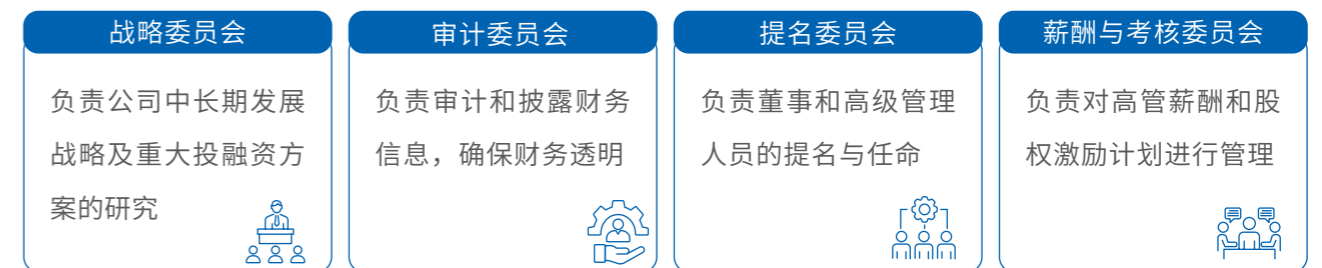 战略委员会
负责公司中长期发展
战略及重大投融资方
案的研究
审计委员会
负责审计和披露财务
信息，确保财务透明
提名委员会
负责董事和高级管理
人员的提名与任命
薪酬与考核委员会
负责对高管薪酬和股
权激励计划进行管理